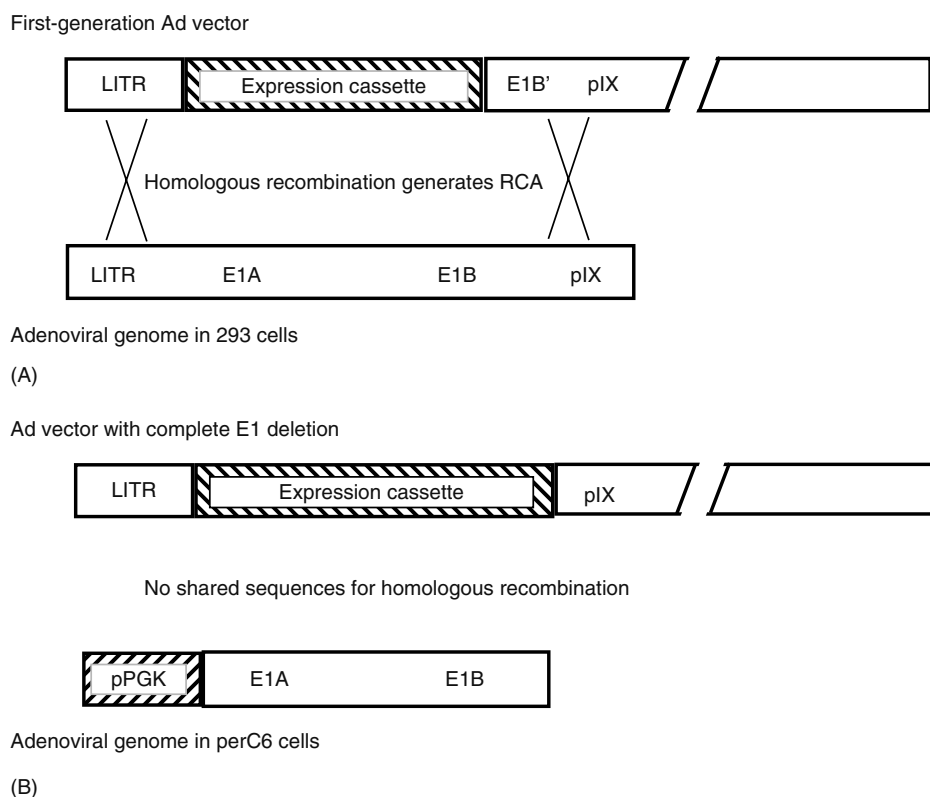 First-generation Ad vector
LITR Expression cassette E1B’ pIX
Homologous recombination generates RCA
LITR E1A E1B pIX
Adenoviral genome in 293 cells
(A)
Ad vector with complete E1 deletion
LITR Expression cassette pIX
No shared sequences for homologous recombination
pPGK E1A E1B
Adenoviral genome in perC6 cells
(B)